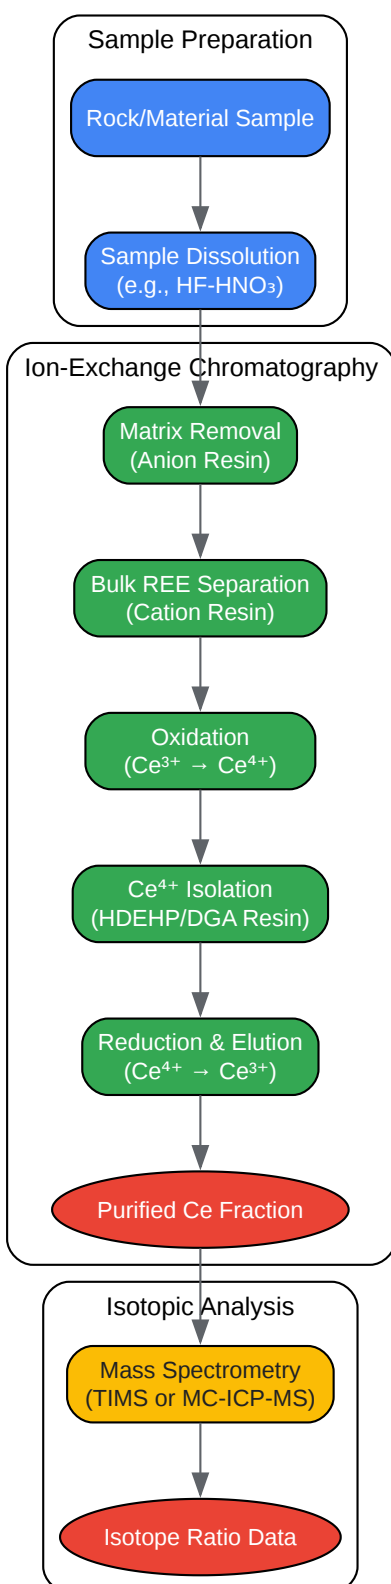 Sample Preparation
Rock/Material Sample
Sample Dissolution
(e.g., HF-HNO₃)
Ion-Exchange Chromatography
Matrix Removal
(Anion Resin)
Bulk REE Separation
(Cation Resin)
Oxidation
(Ce³⁺ → Ce⁴⁺)
Ce⁴⁺ Isolation
(HDEHP/DGA Resin)
Reduction & Elution
(Ce⁴⁺ → Ce³⁺)
Purified Ce Fraction
Isotopic Analysis
Mass Spectrometry
(TIMS or MC-ICP-MS)
Isotope Ratio Data